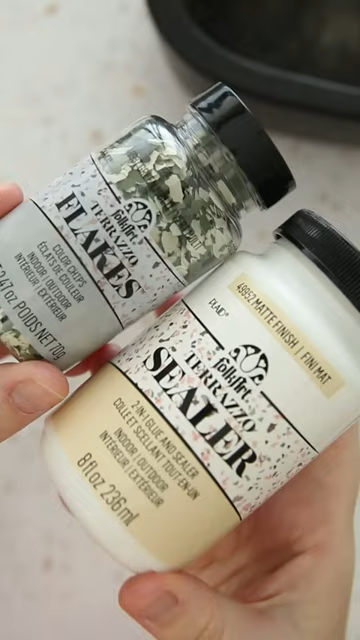 folkArt.
TERRAZZO
FLAKES
COLOR CHIPS
ÉCLATS DE COULEUR
INDOOR / OUTDOOR
INTÉRIEUR / EXTÉRIEUR
2.47 OZ. POIDS NET 70g
49952 MATTE FINISH | FINI MAT
PLAID®
folkArt.
TERRAZZO
SEALER
2-IN-1 GLUE AND SEALER
COLLE ET SCELLANT TOUT-EN-UN
INDOOR / OUTDOOR
INTÉRIEUR / EXTÉRIEUR
8 fl oz 236 ml